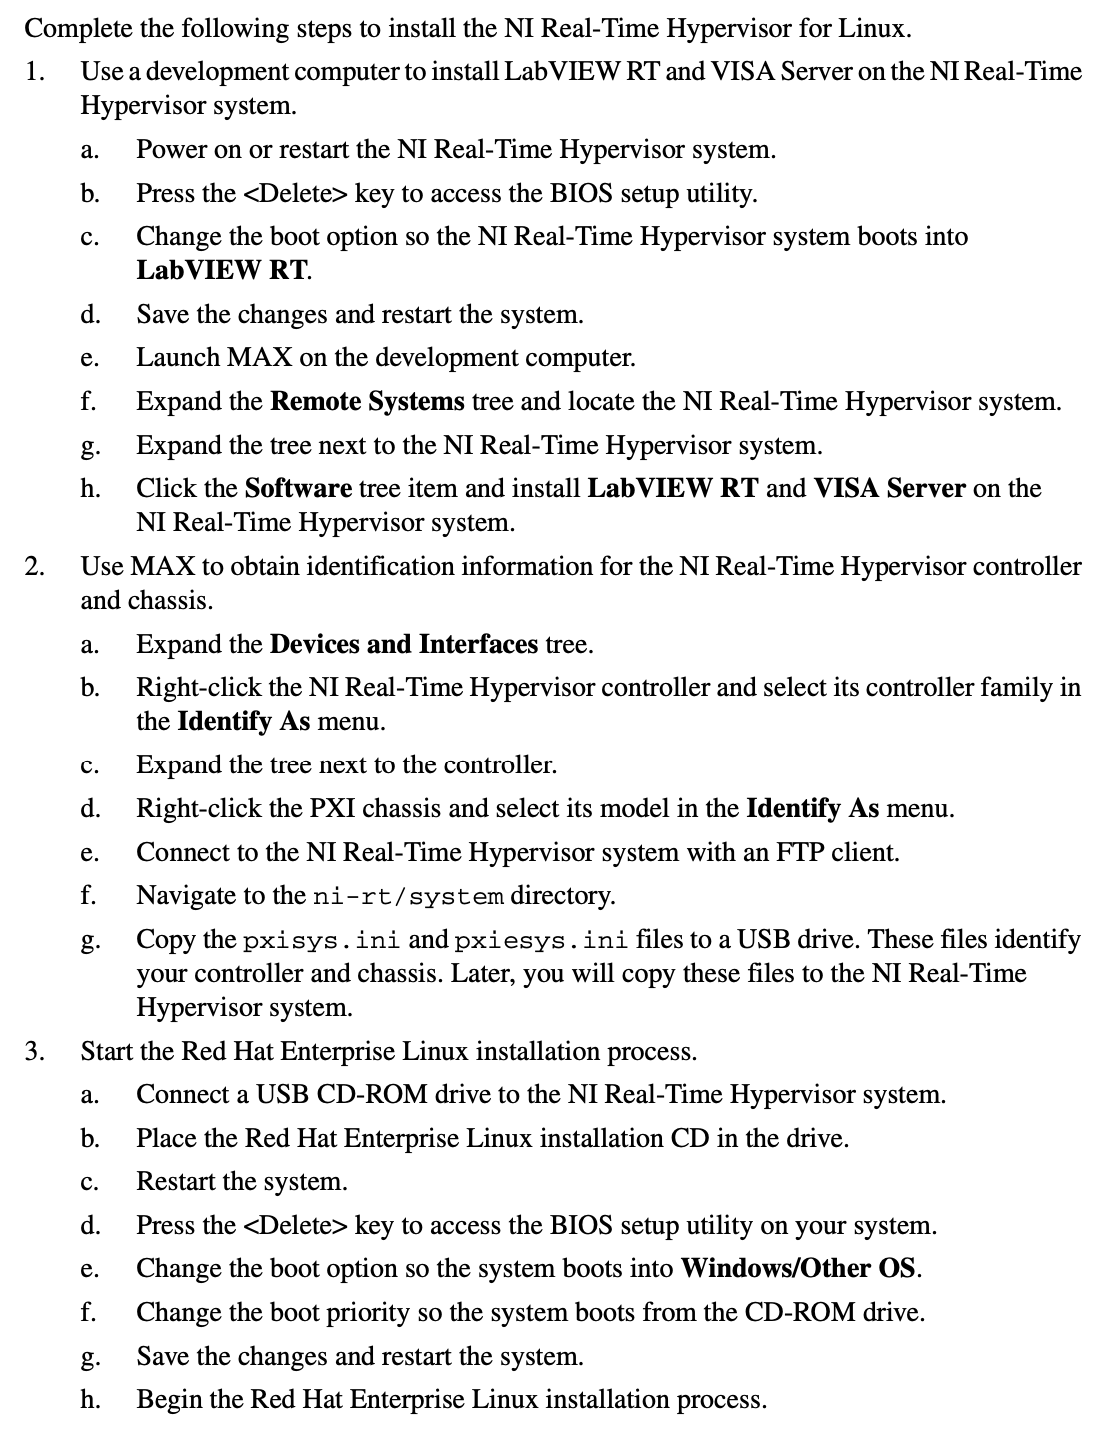 Complete the following steps to install the NI Real-Time Hypervisor for Linux.
1. Use a development computer to install LabVIEW RT and VISA Server on the NI Real-Time
Hypervisor system.
a. Power on or restart the NI Real-Time Hypervisor system.
b. Press the <Delete> key to access the BIOS setup utility.
c. Change the boot option so the NI Real-Time Hypervisor system boots into
LabVIEW RT.
d. Save the changes and restart the system.
e. Launch MAX on the development computer.
f. Expand the Remote Systems tree and locate the NI Real-Time Hypervisor system.
g. Expand the tree next to the NI Real-Time Hypervisor system.
h. Click the Software tree item and install LabVIEW RT and VISA Server on the
NI Real-Time Hypervisor system.
2. Use MAX to obtain identification information for the NI Real-Time Hypervisor controller
and chassis.
a. Expand the Devices and Interfaces tree.
b. Right-click the NI Real-Time Hypervisor controller and select its controller family in
the Identify As menu.
c. Expand the tree next to the controller.
d. Right-click the PXI chassis and select its model in the Identify As menu.
e. Connect to the NI Real-Time Hypervisor system with an FTP client.
f. Navigate to the ni-rt/system directory.
g. Copy the pxisys.ini and pxiesys.ini files to a USB drive. These files identify
your controller and chassis. Later, you will copy these files to the NI Real-Time
Hypervisor system.
3. Start the Red Hat Enterprise Linux installation process.
a. Connect a USB CD-ROM drive to the NI Real-Time Hypervisor system.
b. Place the Red Hat Enterprise Linux installation CD in the drive.
c. Restart the system.
d. Press the <Delete> key to access the BIOS setup utility on your system.
e. Change the boot option so the system boots into Windows/Other OS.
f. Change the boot priority so the system boots from the CD-ROM drive.
g. Save the changes and restart the system.
h. Begin the Red Hat Enterprise Linux installation process.